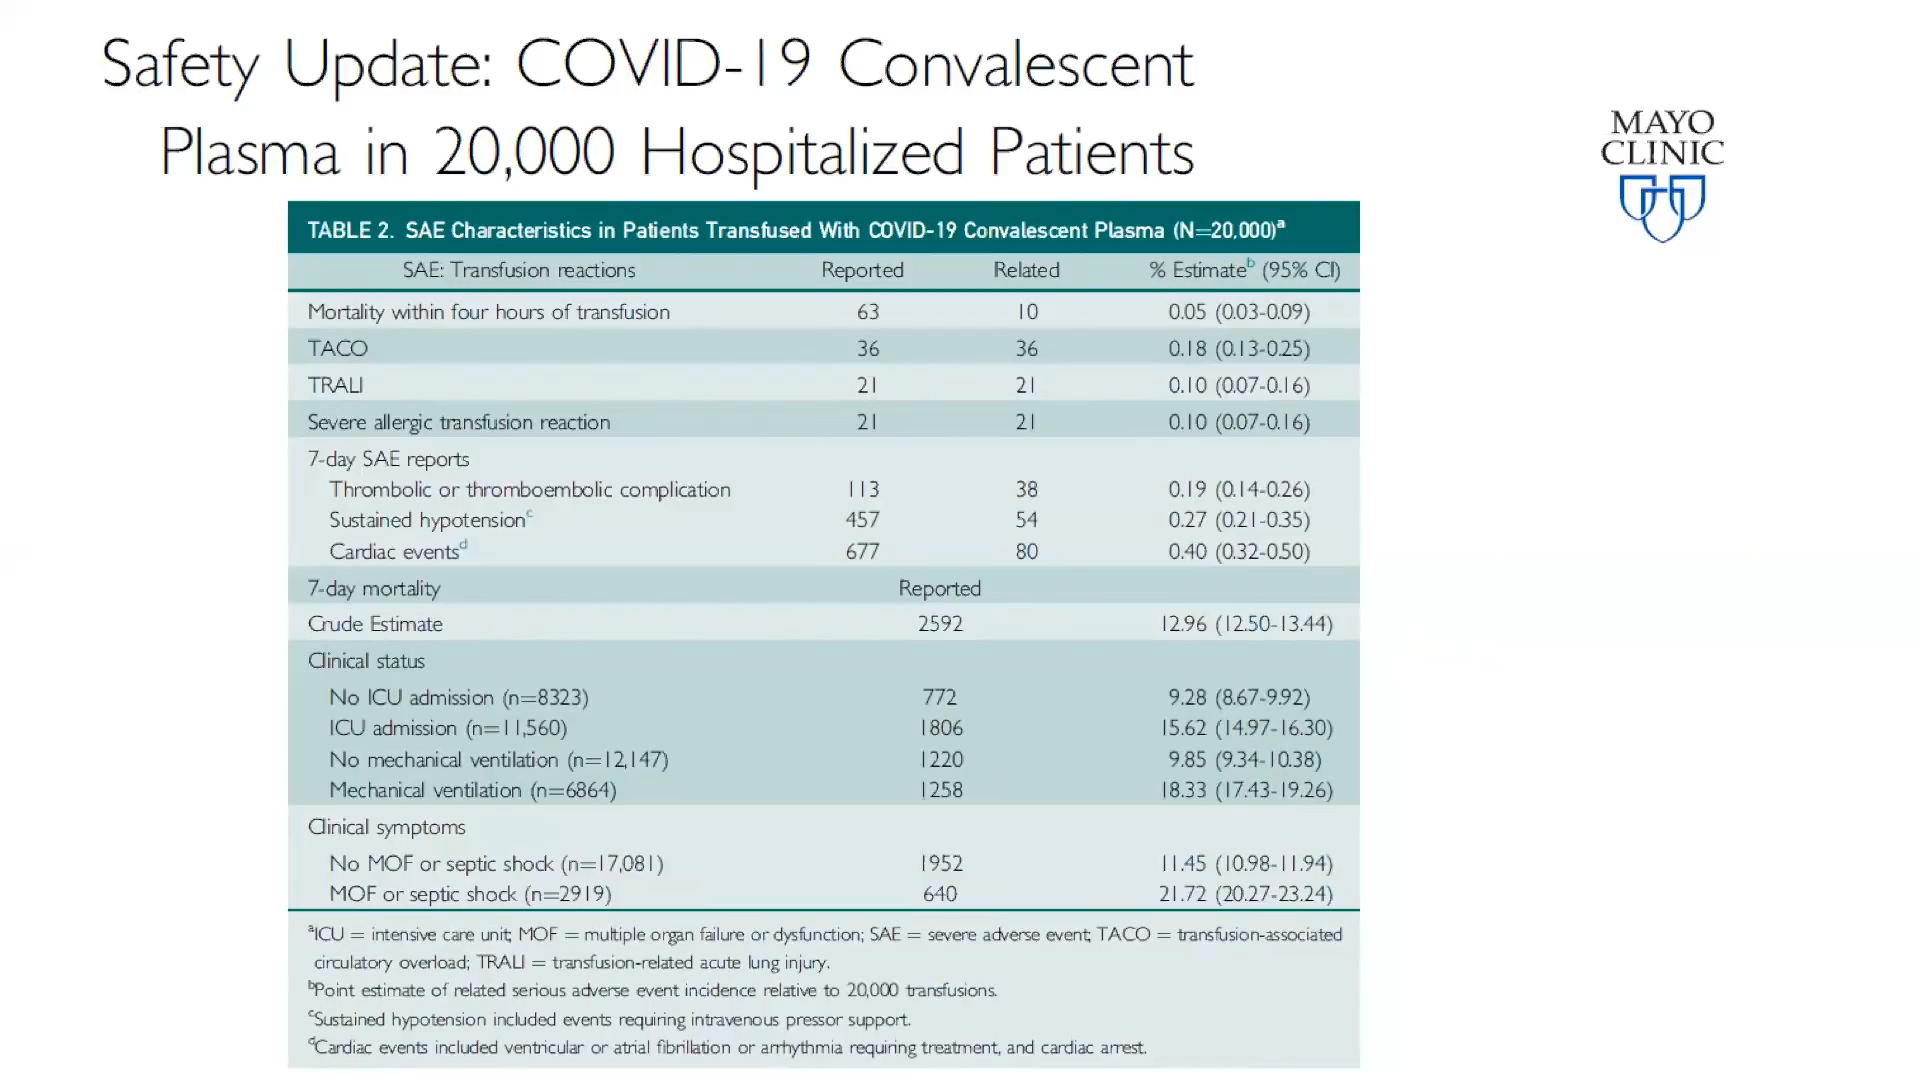 Safety Update: COVID-19 Convalescent
Plasma in 20,000 Hospitalized Patients
MAYO
CLINIC
TABLE 2. SAE Characteristics in Patients Transfused With COVID-19 Convalescent Plasma (N=20,000)a
SAE: Transfusion reactions Reported Related % Estimateb (95% CI)
Mortality within four hours of transfusion 63 10 0.05 (0.03-0.09)
TACO 36 36 0.18 (0.13-0.25)
TRALI 21 21 0.10 (0.07-0.16)
Severe allergic transfusion reaction 21 21 0.10 (0.07-0.16)
7-day SAE reports
Thrombolic or thromboembolic complication 113 38 0.19 (0.14-0.26)
Sustained hypotensionc 457 54 0.27 (0.21-0.35)
Cardiac eventsd 677 80 0.40 (0.32-0.50)
7-day mortality Reported
Crude Estimate 2592 12.96 (12.50-13.44)
Clinical status
No ICU admission (n=8323) 772 9.28 (8.67-9.92)
ICU admission (n=11,560) 1806 15.62 (14.97-16.30)
No mechanical ventilation (n=12,147) 1220 9.85 (9.34-10.38)
Mechanical ventilation (n=6864) 1258 18.33 (17.43-19.26)
Clinical symptoms
No MOF or septic shock (n=17,081) 1952 11.45 (10.98-11.94)
MOF or septic shock (n=2919) 640 21.72 (20.27-23.24)
aICU = intensive care unit; MOF = multiple organ failure or dysfunction; SAE = severe adverse event; TACO = transfusion-associated
circulatory overload; TRALI = transfusion-related acute lung injury.
bPoint estimate of related serious adverse event incidence relative to 20,000 transfusions.
cSustained hypotension included events requiring intravenous pressor support.
dCardiac events included ventricular or atrial fibrillation or arrhythmia requiring treatment, and cardiac arrest.